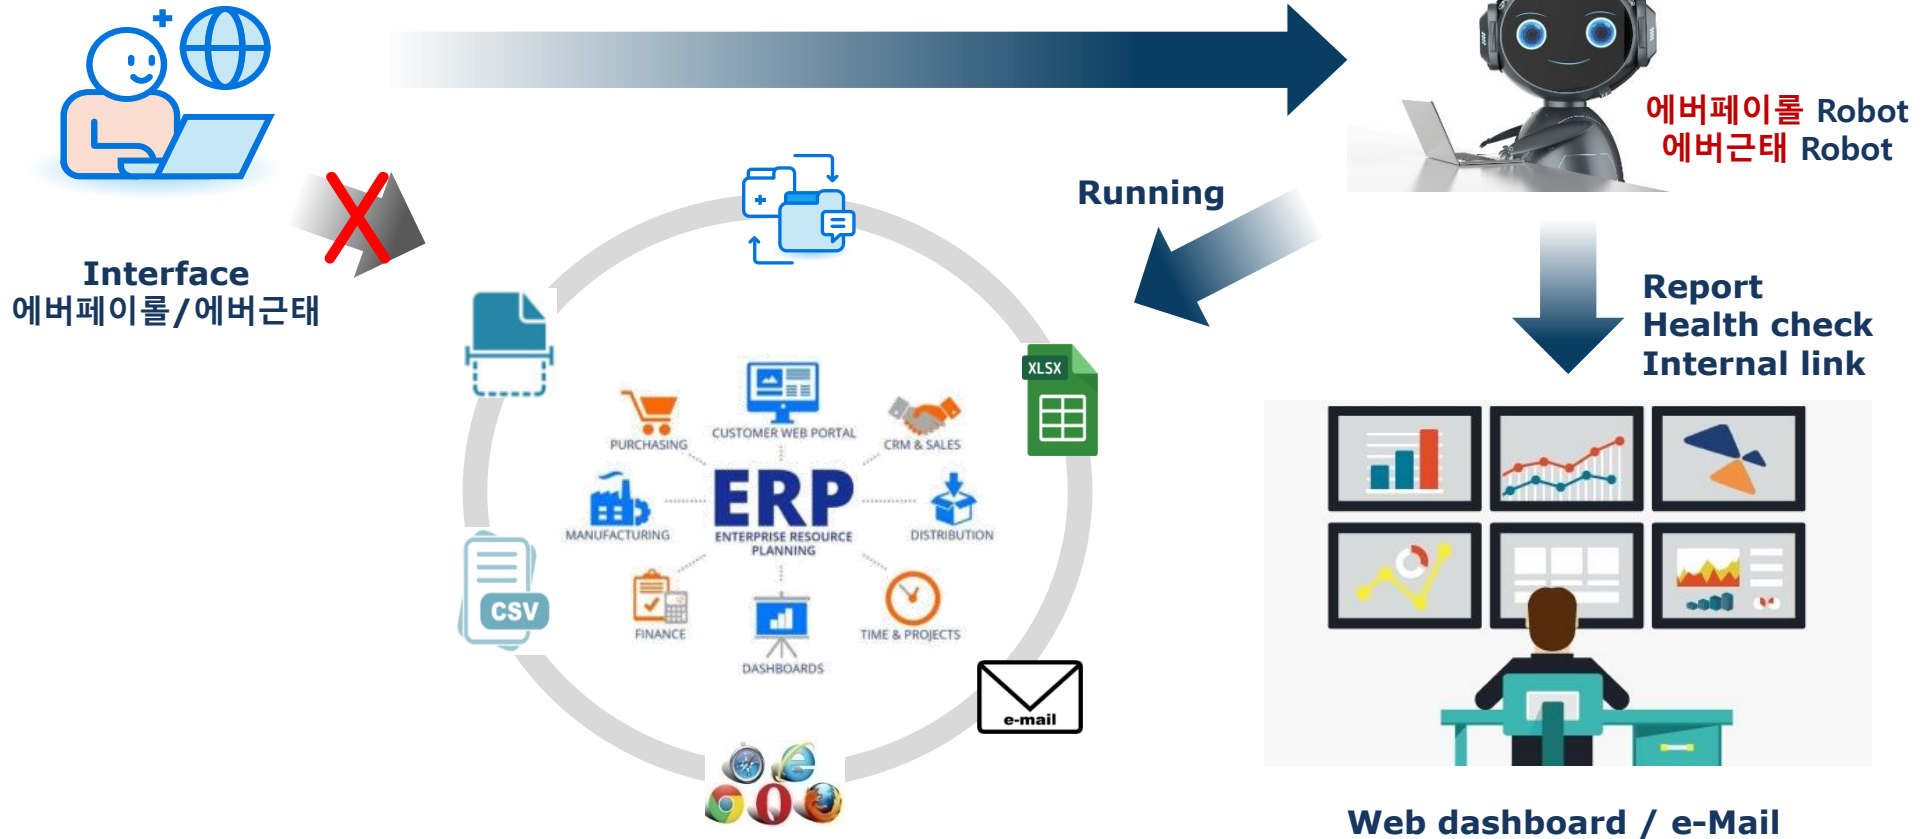 에버페이롤 Robot
에버근태 Robot
Running
Interface
에버페이롤/에버근태
Report
Health check
Internal link
XLSX
CUSTOMER WEB PORTAL
PURCHASING
CRM & SALES
ERP
ENTERPRISE RESOURCE
PLANNING
MANUFACTURING
DISTRIBUTION
CSV
FINANCE
TIME & PROJECTS
DASHBOARDS
e-mail
Web dashboard / e-Mail